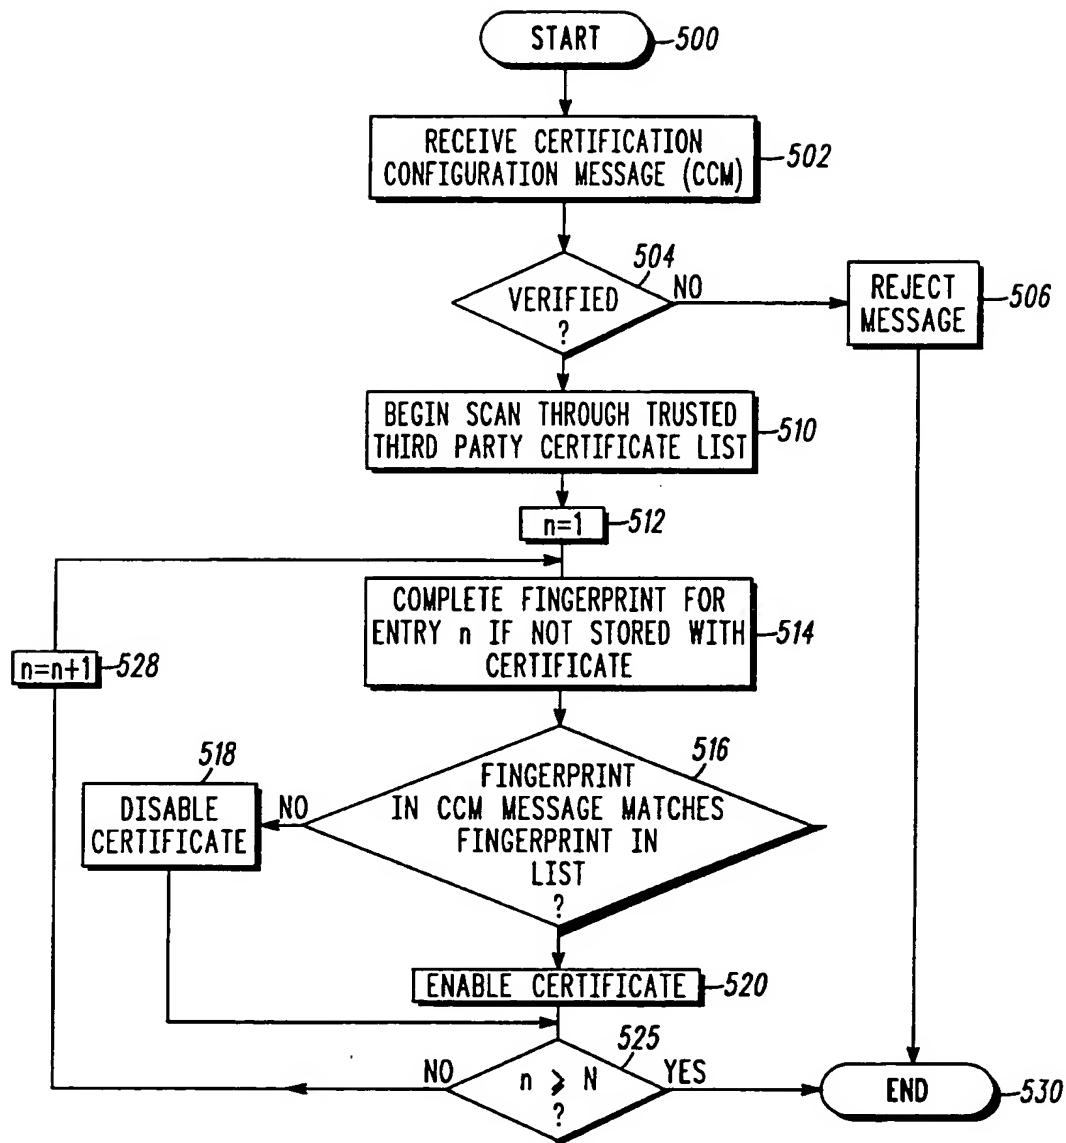 START
500
RECEIVE CERTIFICATION
CONFIGURATION MESSAGE (CCM)
502
504
VERIFIED
?
NO
REJECT
MESSAGE
506
BEGIN SCAN THROUGH TRUSTED
THIRD PARTY CERTIFICATE LIST
510
n=1
512
COMPLETE FINGERPRINT FOR
ENTRY n IF NOT STORED WITH
CERTIFICATE
514
n=n+1
528
516
FINGERPRINT
IN CCM MESSAGE MATCHES
FINGERPRINT IN
LIST
?
NO
518
DISABLE
CERTIFICATE
ENABLE CERTIFICATE
520
525
n ⩾ N
?
NO
YES
END
530